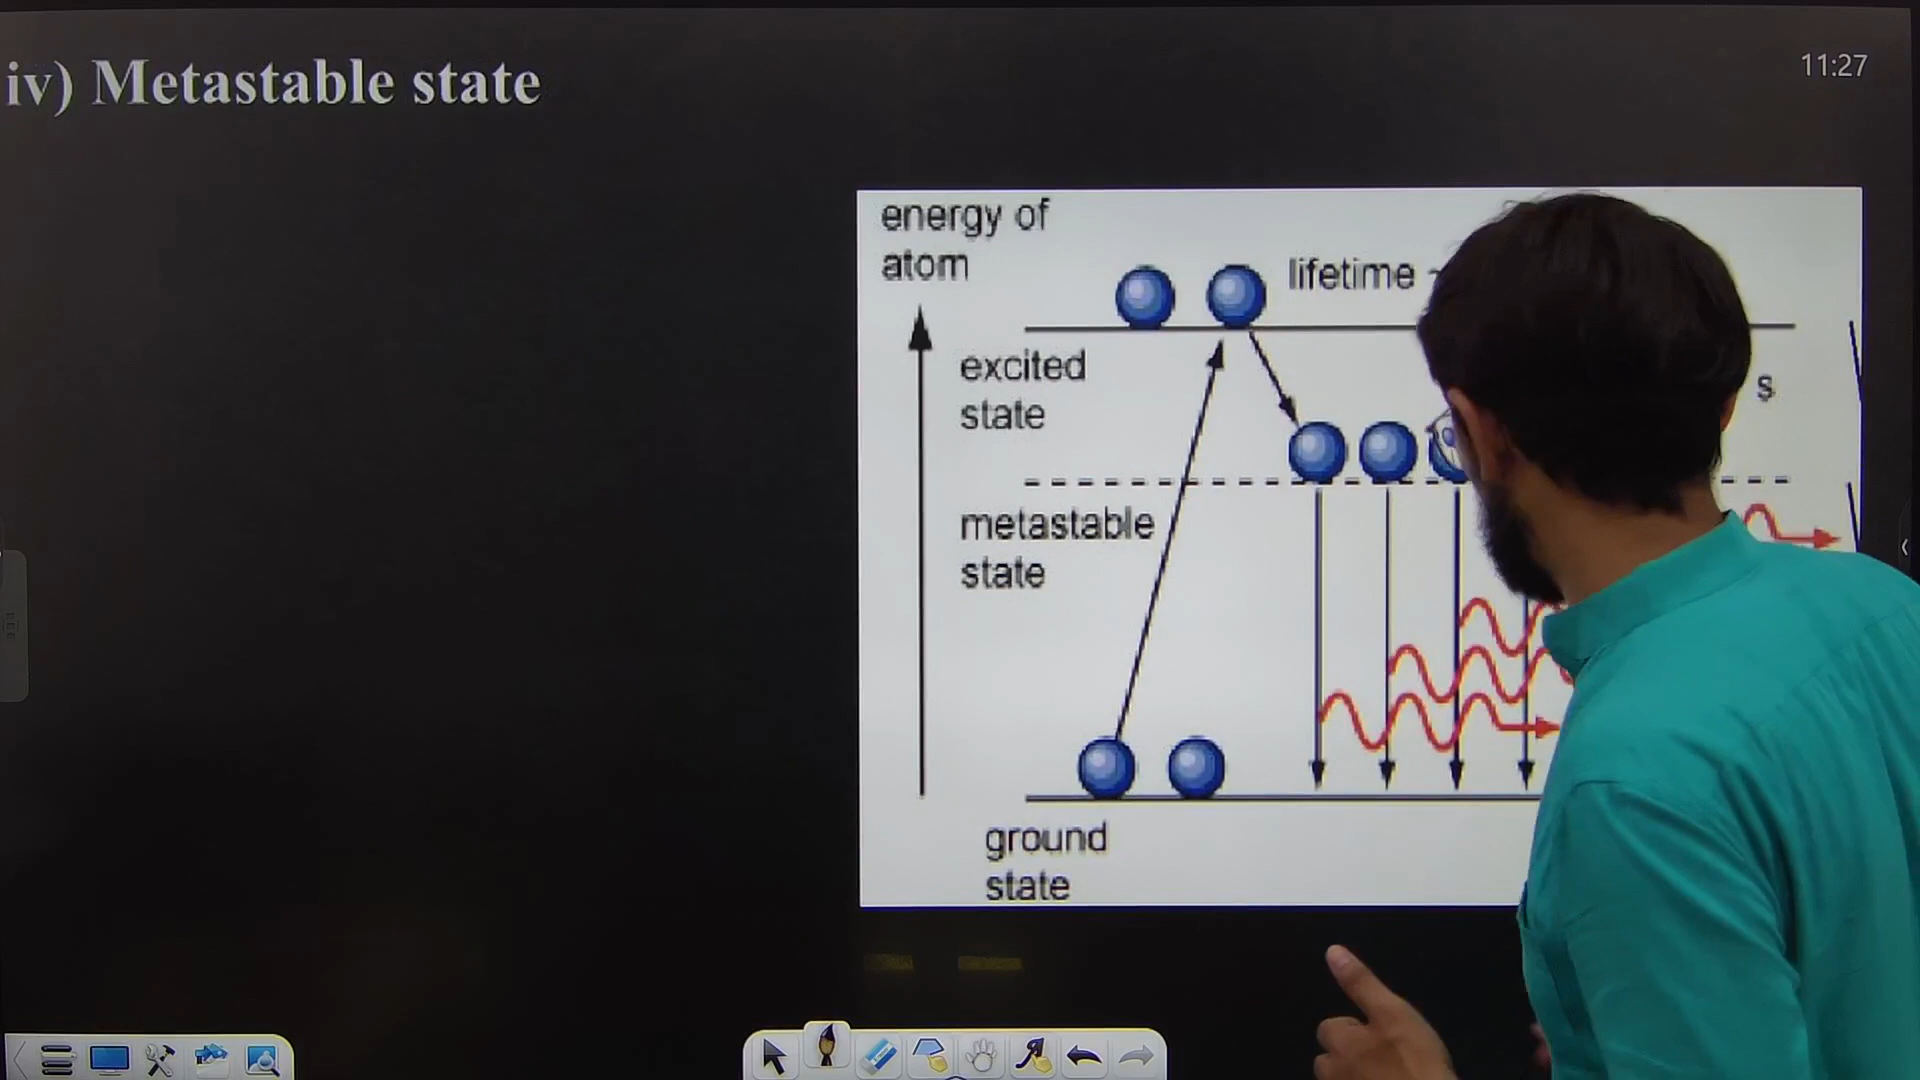 iv) Metastable state
11:27
energy of
atom
lifetime ~
excited
state
s
metastable
state
ground
state